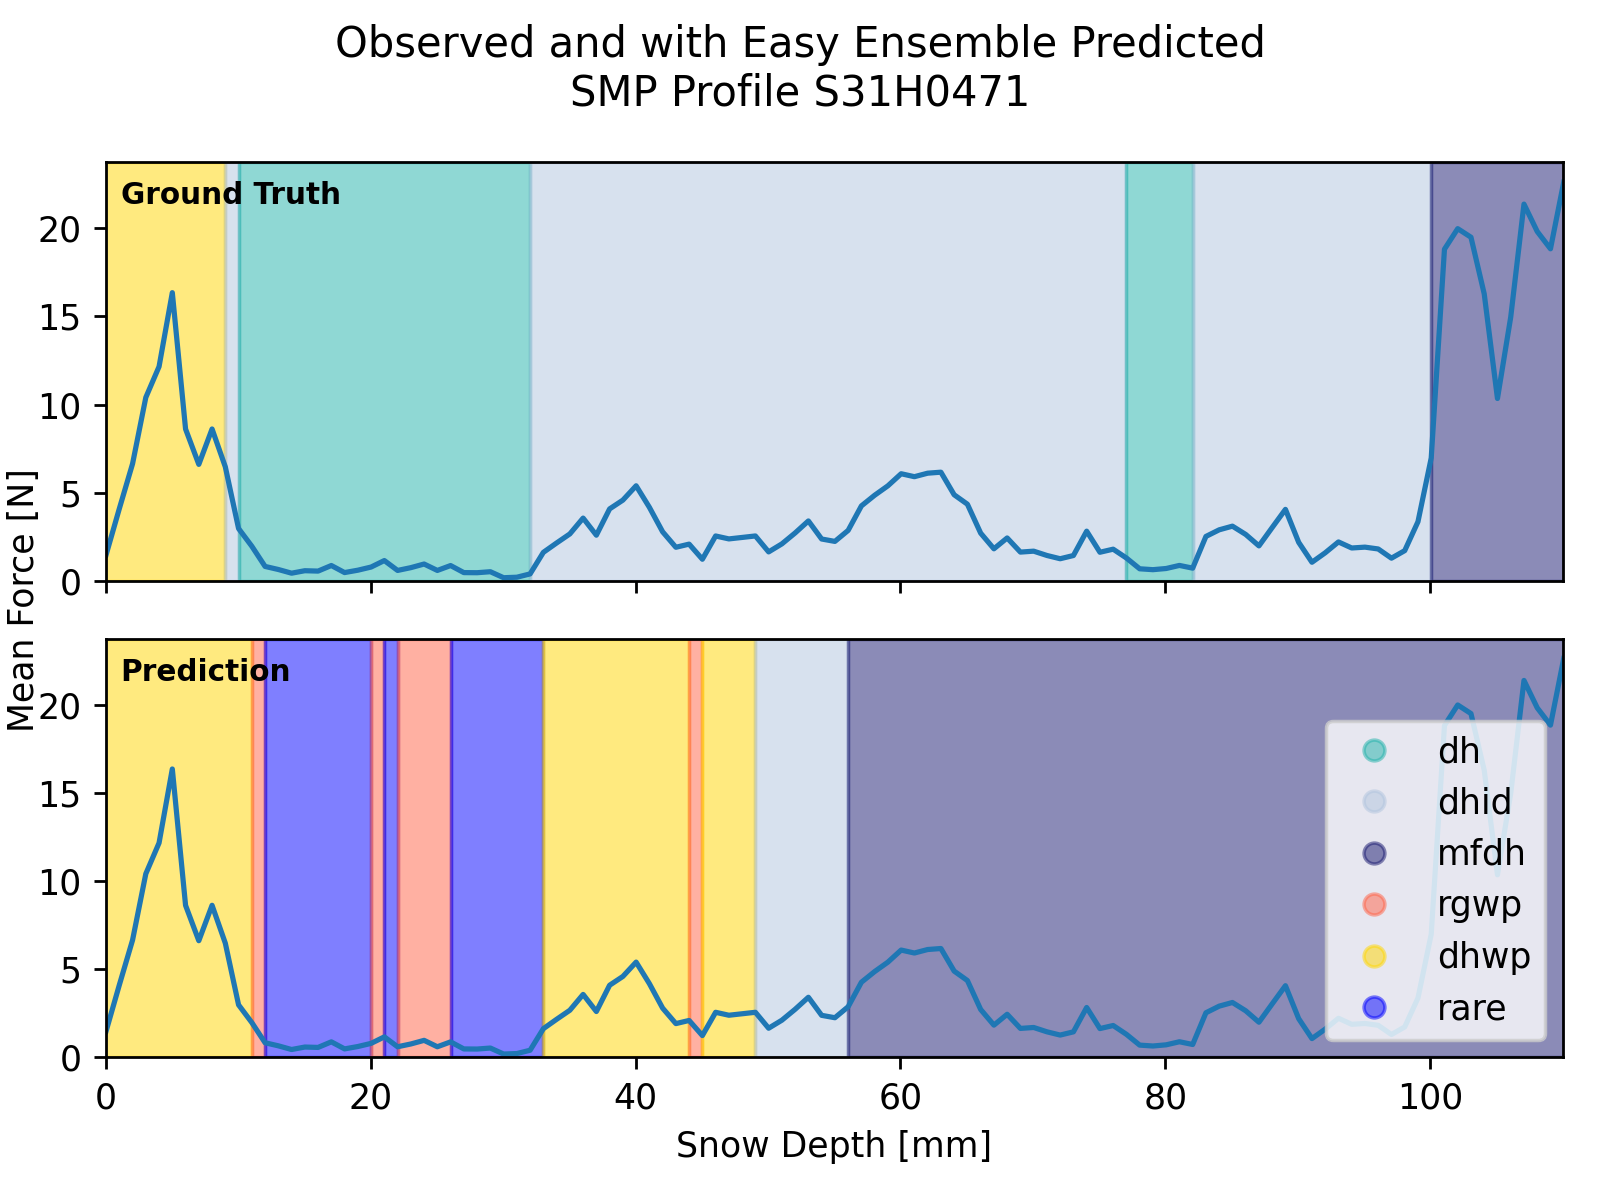 Observed and with Easy Ensemble Predicted
SMP Profile S31H0471
Ground Truth
20
15
10
5
0
Mean Force [N]
Prediction
20
15
10
5
0
dh
dhid
mfdh
rgwp
dhwp
rare
0 20 40 60 80 100
Snow Depth [mm]